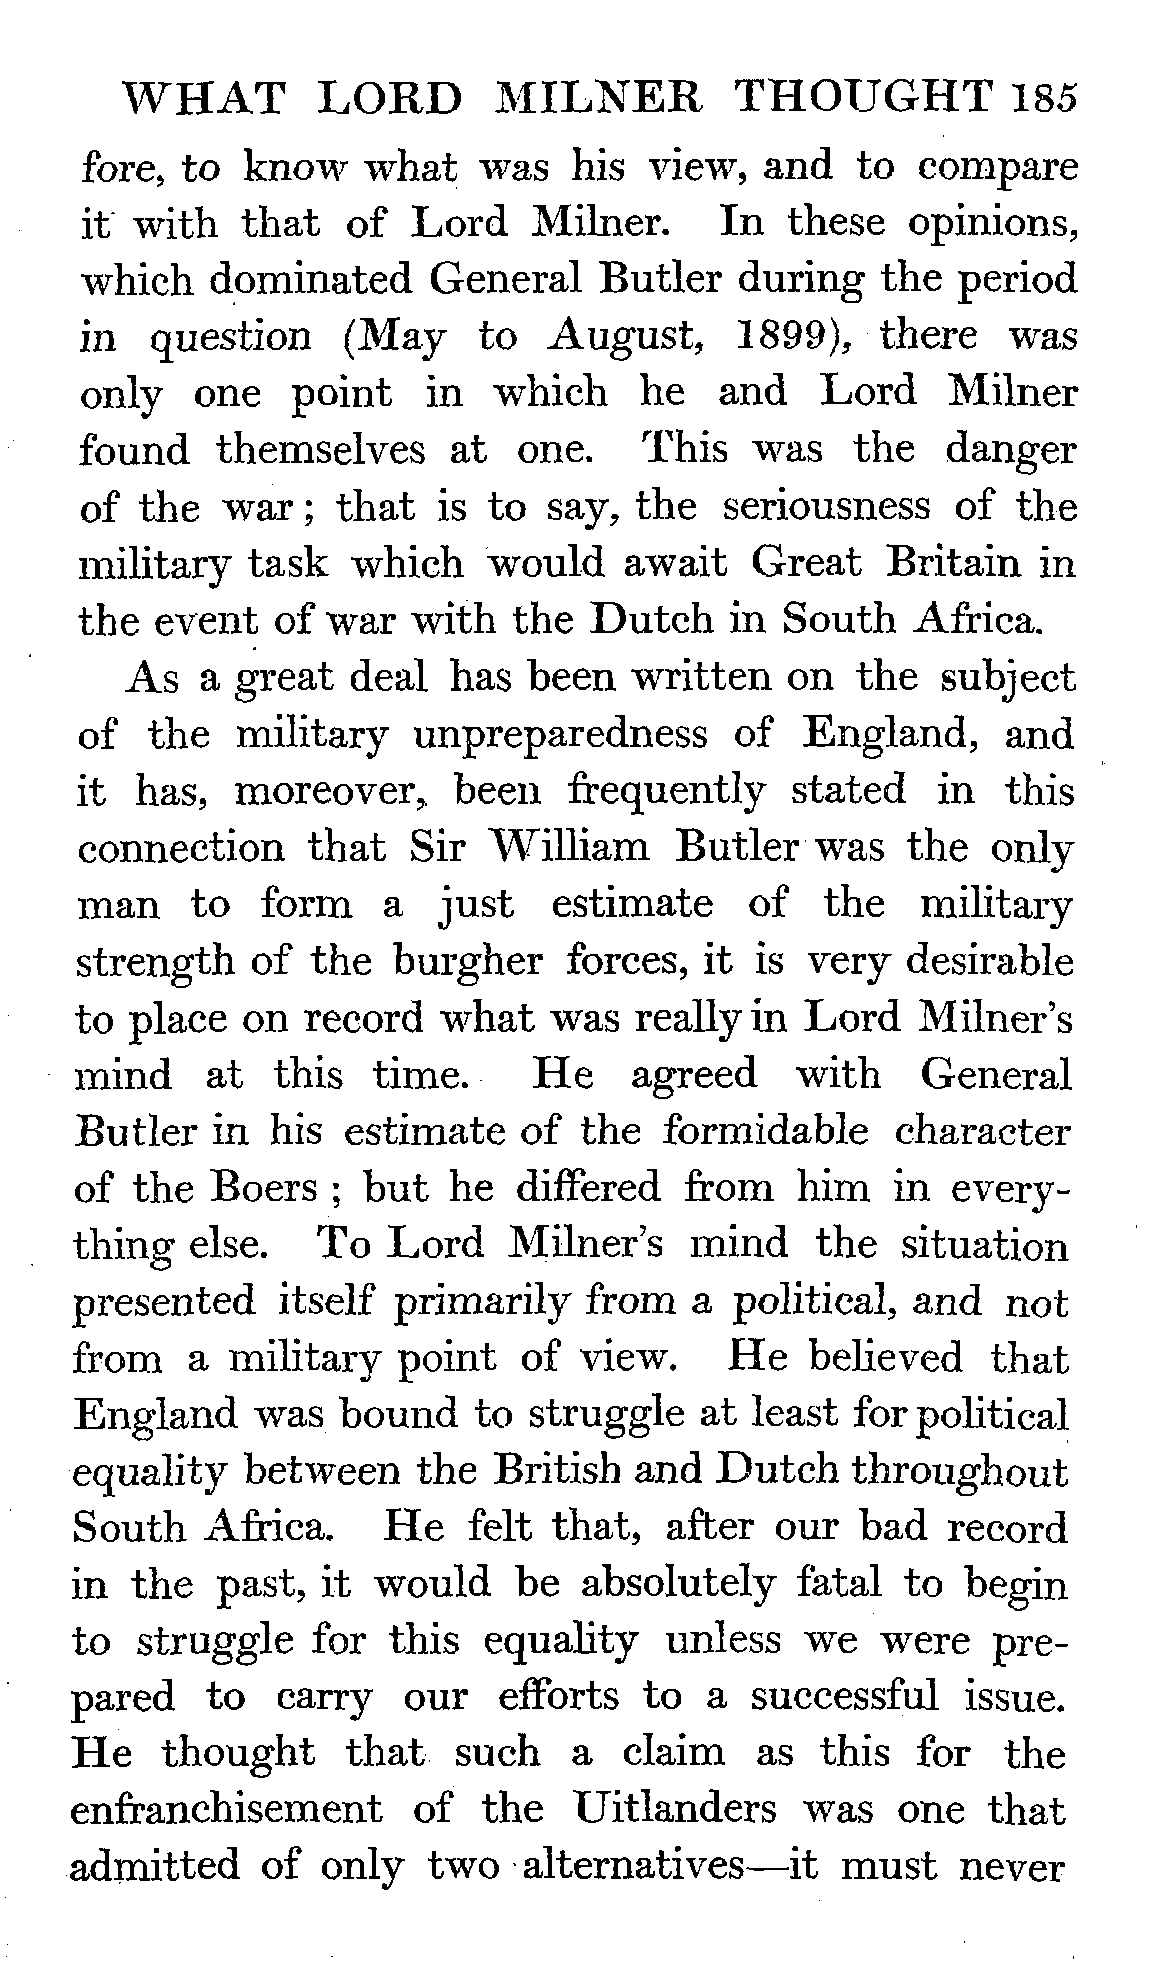 WHAT LORD MILNER THOUGHT 185
fore, to know what was his view, and to compare
it with that of Lord Milner. In these opinions,
which dominated General Butler during the period
in question (May to August, 1899), there was
only one point in which he and Lord Milner
found themselves at one. This was the danger
of the war; that is to say, the seriousness of the
military task which would await Great Britain in
the event of war with the Dutch in South Africa.
As a great deal has been written on the subject
of the military unpreparedness of England, and
it has, moreover, been frequently stated in this
connection that Sir William Butler was the only
man to form a just estimate of the military
strength of the burgher forces, it is very desirable
to place on record what was really in Lord Milner's
mind at this time. He agreed with General
Butler in his estimate of the formidable character
of the Boers; but he differed from him in every-
thing else. To Lord Milner's mind the situation
presented itself primarily from a political, and not
from a military point of view. He believed that
England was bound to struggle at least for political
equality between the British and Dutch throughout
South Africa. He felt that, after our bad record
in the past, it would be absolutely fatal to begin
to struggle for this equality unless we were pre-
pared to carry our efforts to a successful issue.
He thought that such a claim as this for the
enfranchisement of the Uitlanders was one that
admitted of only two alternatives—it must never